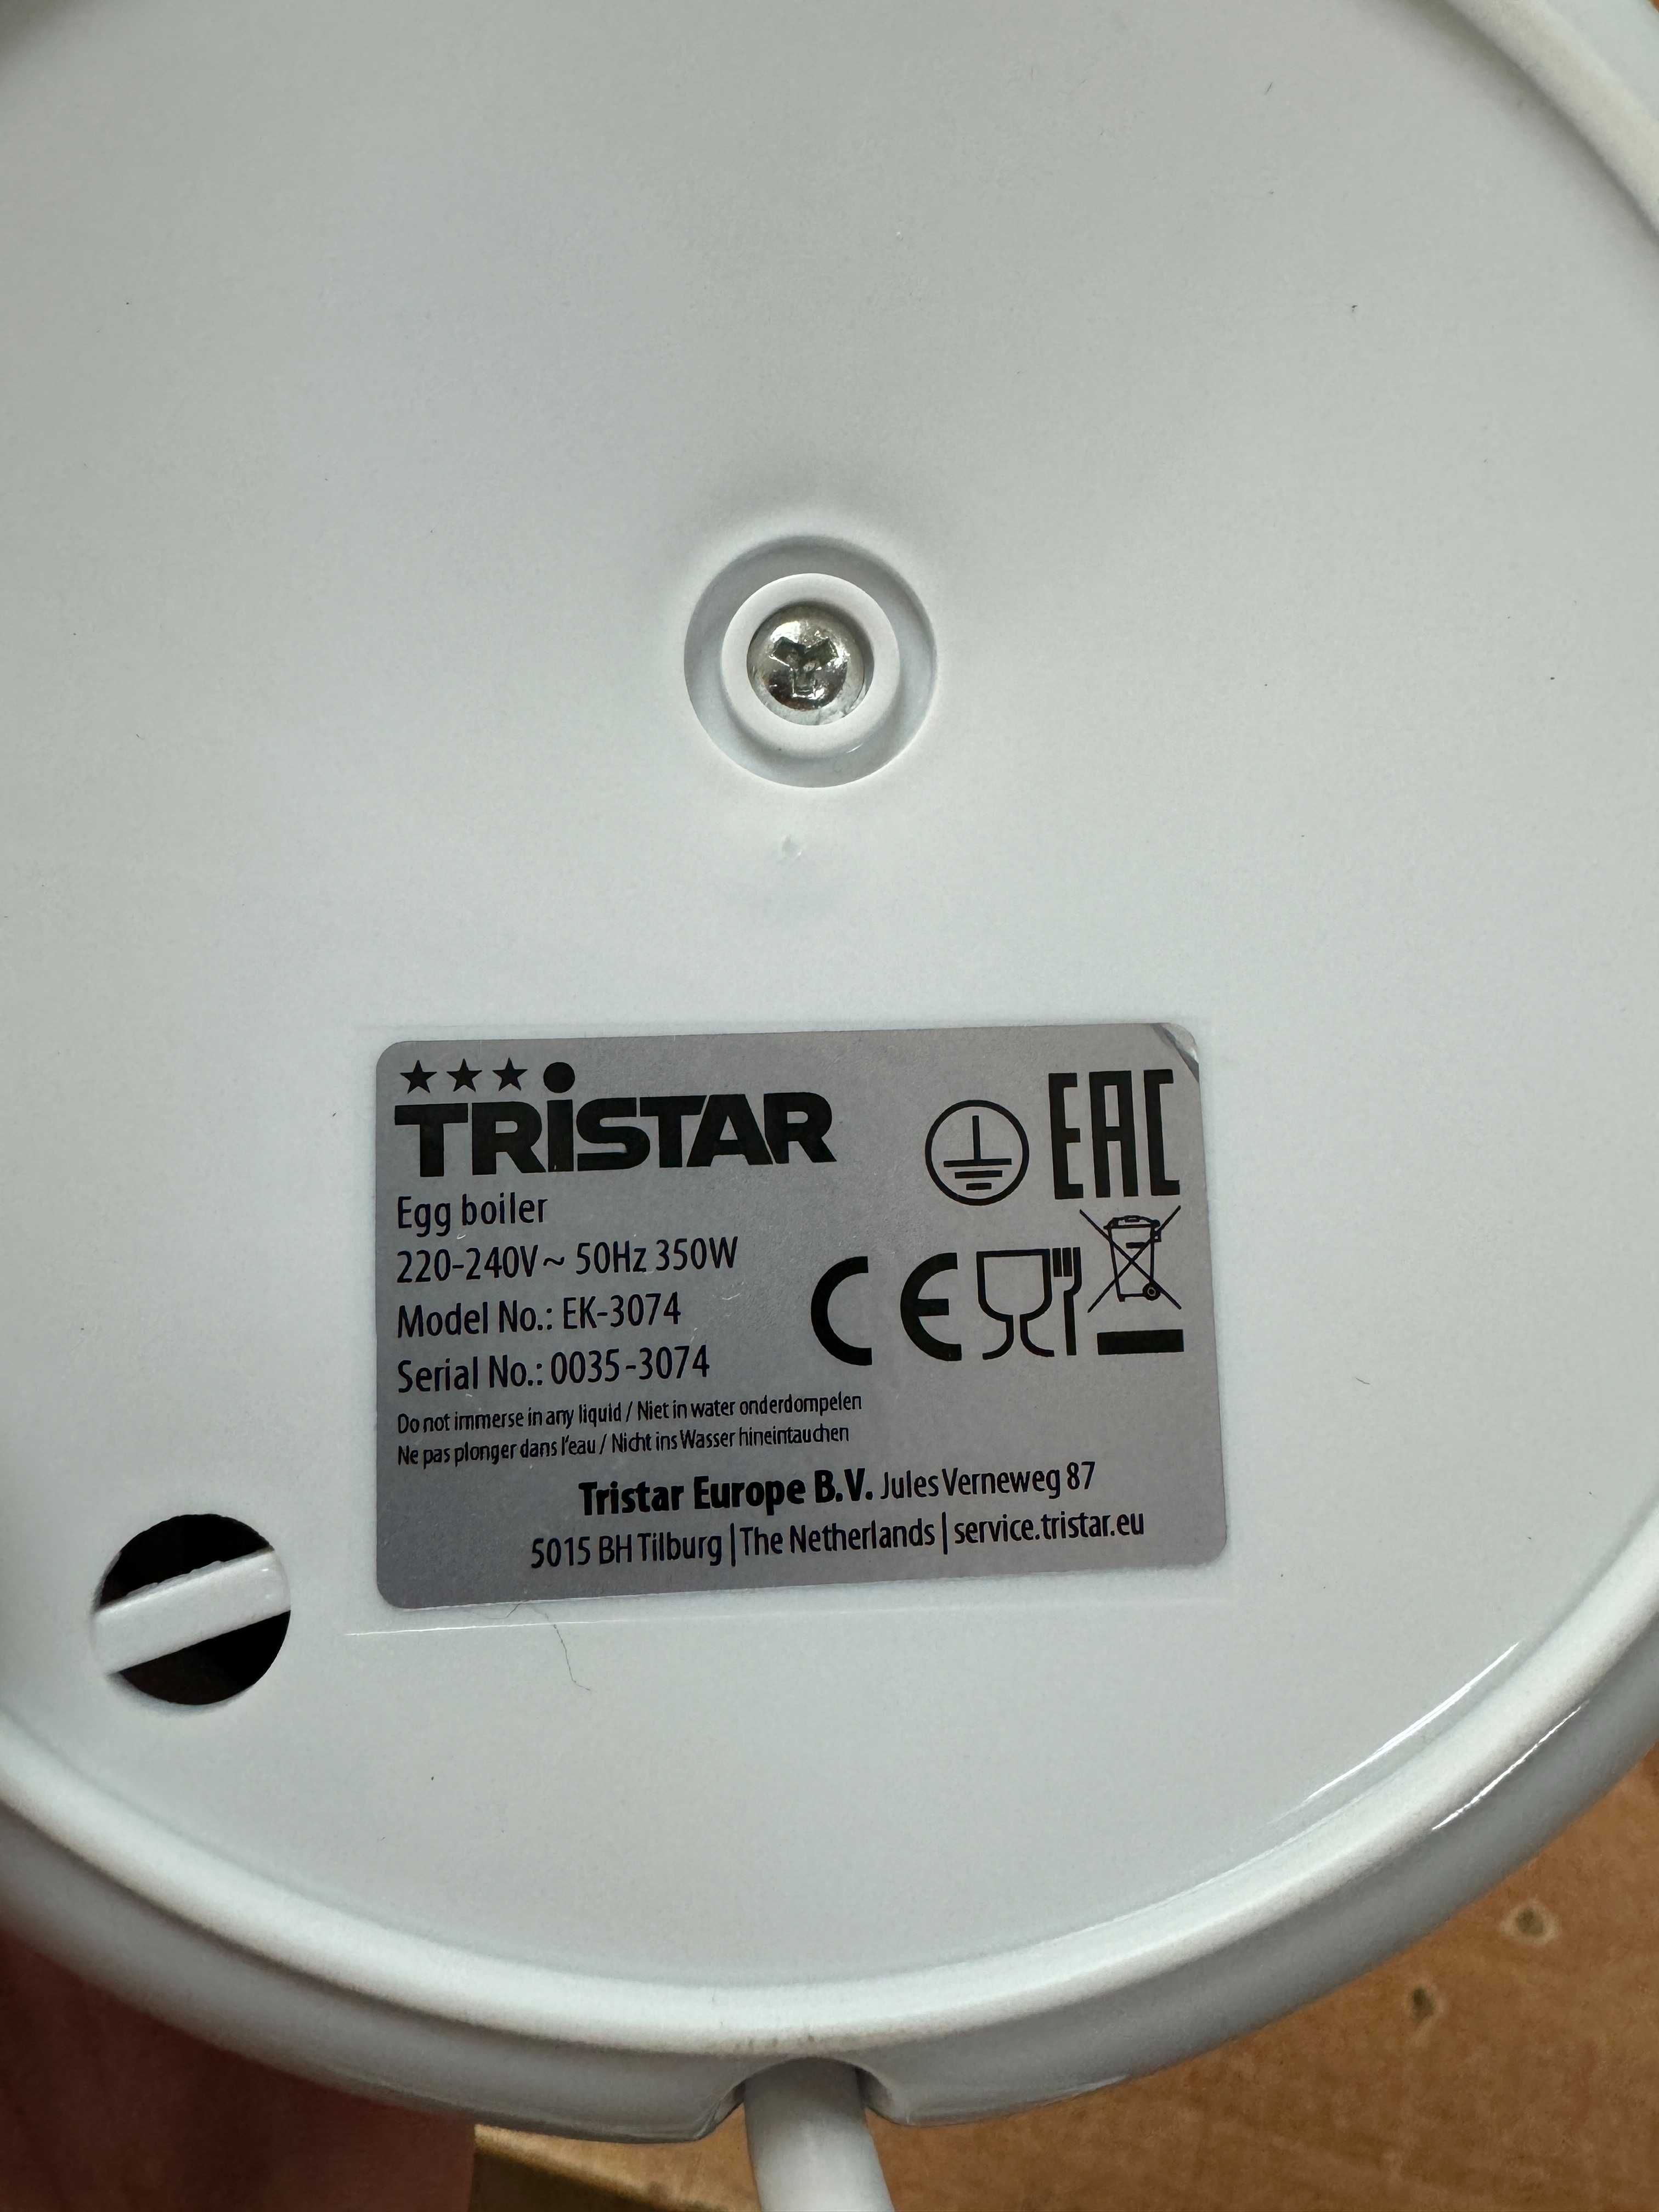 ★★★
TRiSTAR
EAC
Egg boiler
220-240V~ 50Hz 350W
Model No.: EK-3074
Serial No.: 0035-3074
CE
Do not immerse in any liquid / Niet in water onderdompelen
Ne pas plonger dans l'eau / Nicht ins Wasser hineintauchen
Tristar Europe B.V. Jules Verneweg 87
5015 BH Tilburg | The Netherlands | service.tristar.eu